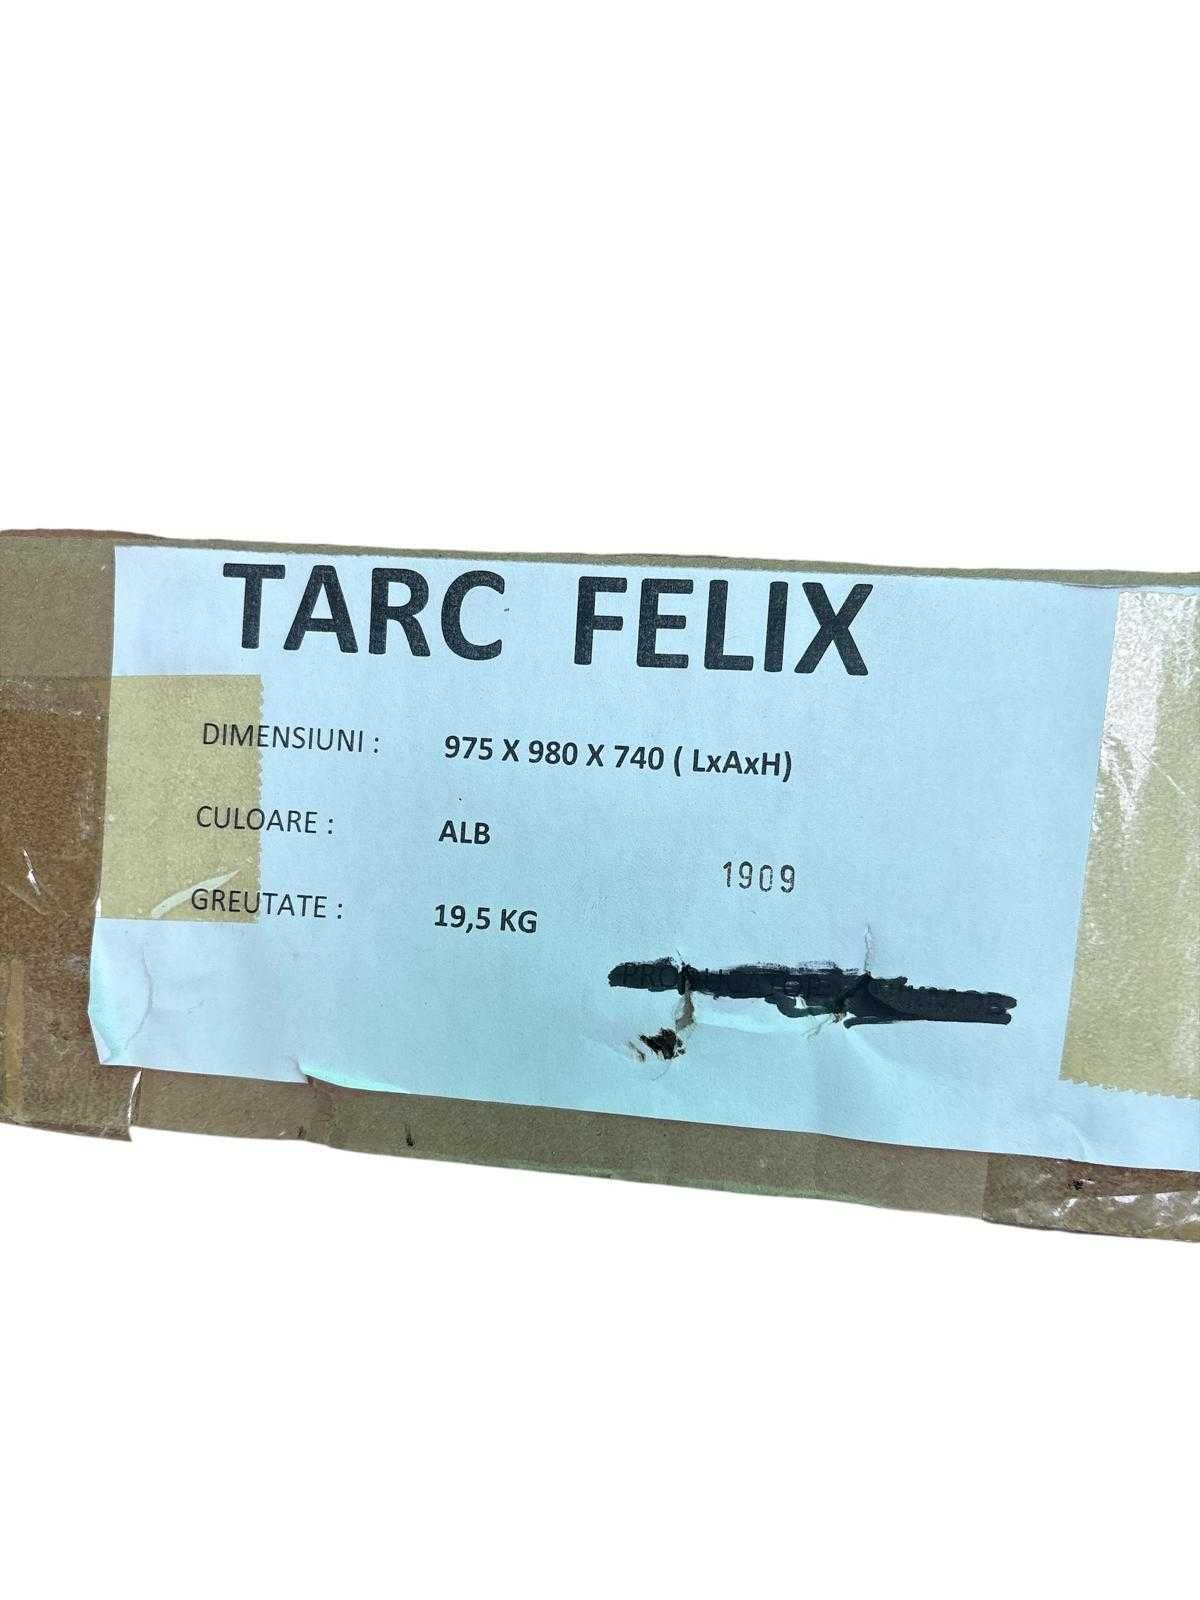 TARC FELIX
DIMENSIUNI : 975 X 980 X 740 ( LxAxH)
CULOARE : ALB
1909
GREUTATE : 19,5 KG